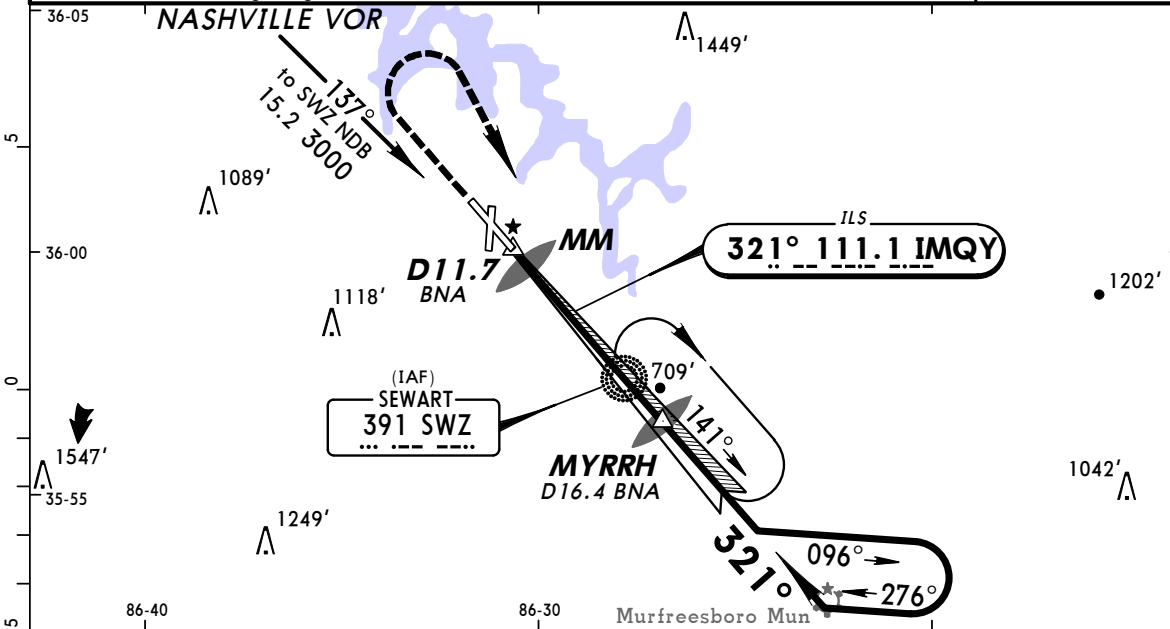 36-05
NASHVILLE VOR
1449'
137°
to SWZ NDB
15.2 3000
5
1089'
ILS
321° 111.1 IMQY
MM
36-00
D11.7
BNA
1202'
1118'
0
(IAF)
SEWART
391 SWZ
709'
141°
1547'
MYRRH
D16.4 BNA
1042'
35-55
1249'
321°
096°
276°
86-40
86-30
Murfreesboro Mun
5